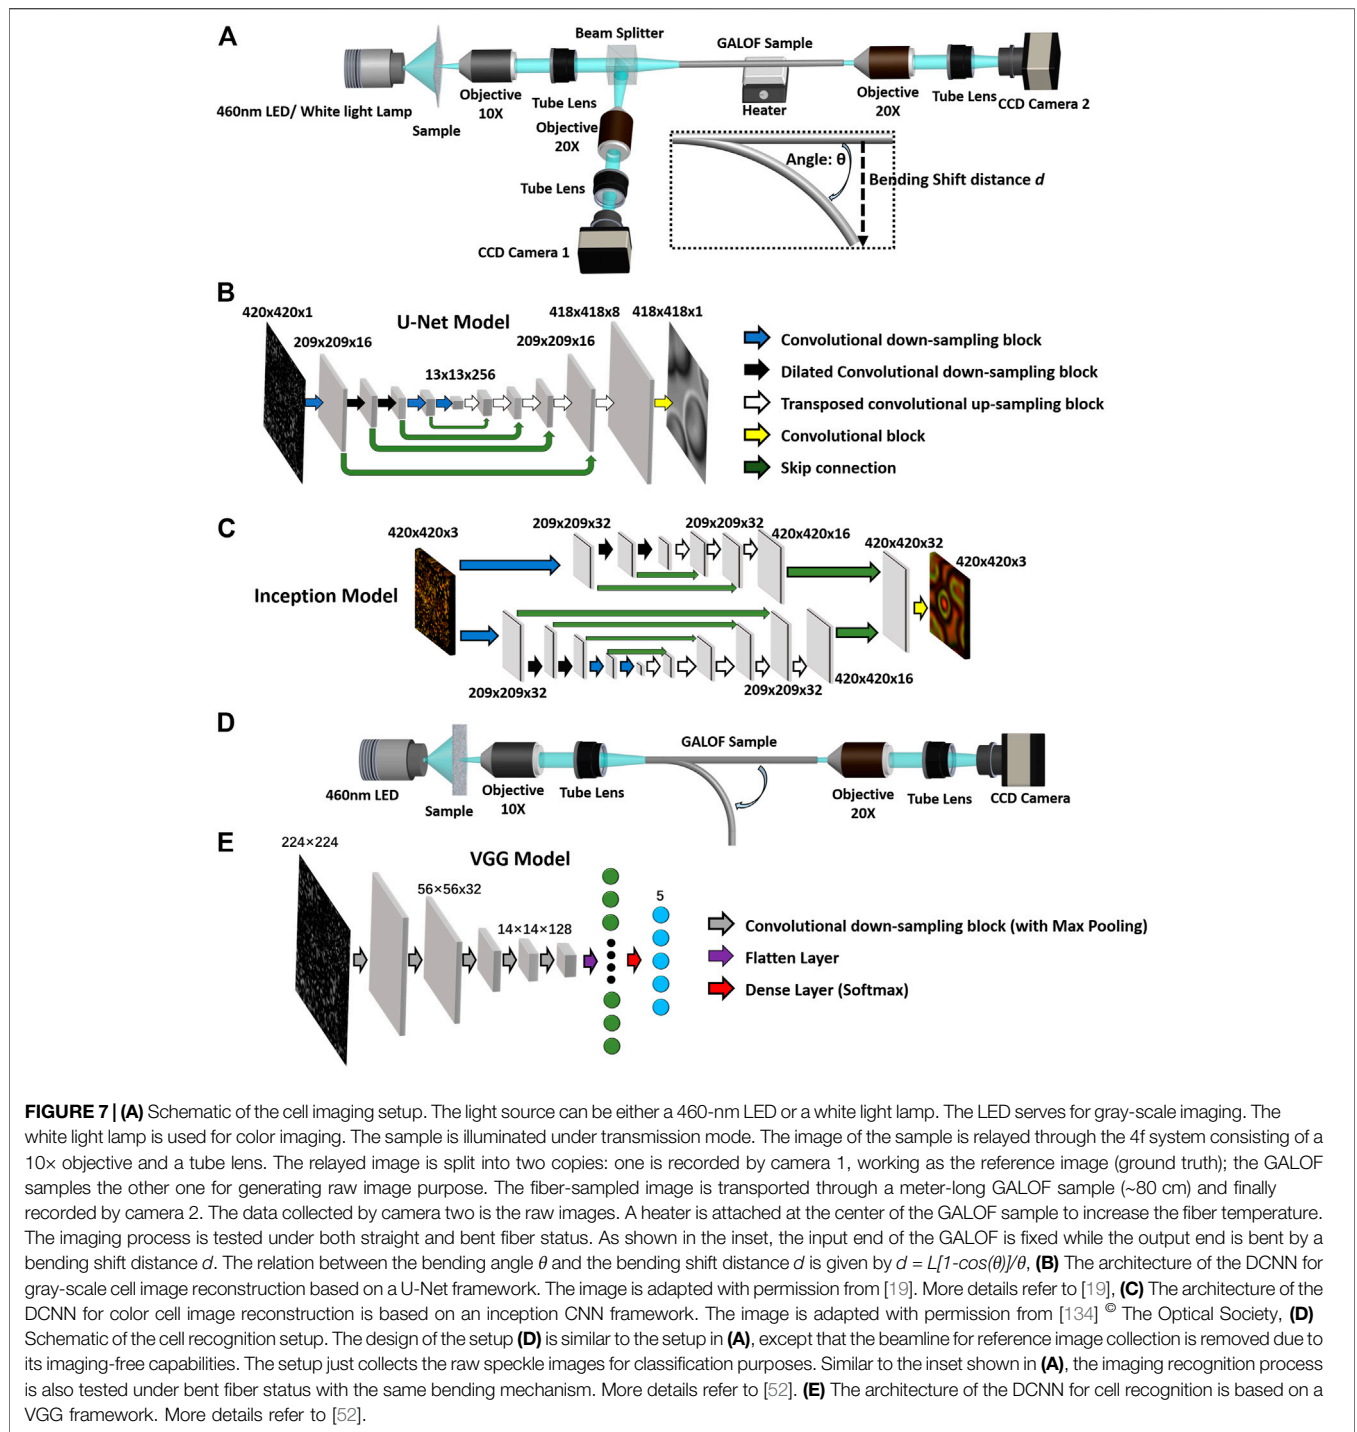 A
Beam Splitter
GALOF Sample
460nm LED/ White light Lamp
Sample
Objective
10X
Tube Lens
Objective
20X
Tube Lens
CCD Camera 1
Heater
Objective
20X
Tube Lens
CCD Camera 2
Angle: θ
Bending Shift distance d
B
U-Net Model
420x420x1
209x209x16
13x13x256
209x209x16
418x418x8
418x418x1
Convolutional down-sampling block
Dilated Convolutional down-sampling block
Transposed convolutional up-sampling block
Convolutional block
Skip connection
C
Inception Model
420x420x3
209x209x32
209x209x32
420x420x16
420x420x32
420x420x3
209x209x32
209x209x32
420x420x16
D
460nm LED
Sample
Objective
10X
Tube Lens
GALOF Sample
Objective
20X
Tube Lens
CCD Camera
E
VGG Model
224×224
56×56x32
14×14×128
5
Convolutional down-sampling block (with Max Pooling)
Flatten Layer
Dense Layer (Softmax)
FIGURE 7 | (A) Schematic of the cell imaging setup. The light source can be either a 460-nm LED or a white light lamp. The LED serves for gray-scale imaging. The
white light lamp is used for color imaging. The sample is illuminated under transmission mode. The image of the sample is relayed through the 4f system consisting of a
10× objective and a tube lens. The relayed image is split into two copies: one is recorded by camera 1, working as the reference image (ground truth); the GALOF
samples the other one for generating raw image purpose. The fiber-sampled image is transported through a meter-long GALOF sample (~80 cm) and finally
recorded by camera 2. The data collected by camera two is the raw images. A heater is attached at the center of the GALOF sample to increase the fiber temperature.
The imaging process is tested under both straight and bent fiber status. As shown in the inset, the input end of the GALOF is fixed while the output end is bent by a
bending shift distance d. The relation between the bending angle θ and the bending shift distance d is given by d = L[1-cos(θ)]/θ, (B) The architecture of the DCNN for
gray-scale cell image reconstruction based on a U-Net framework. The image is adapted with permission from [19]. More details refer to [19], (C) The architecture of the
DCNN for color cell image reconstruction is based on an inception CNN framework. The image is adapted with permission from [134] © The Optical Society, (D)
Schematic of the cell recognition setup. The design of the setup (D) is similar to the setup in (A), except that the beamline for reference image collection is removed due to
its imaging-free capabilities. The setup just collects the raw speckle images for classification purposes. Similar to the inset shown in (A), the imaging recognition process
is also tested under bent fiber status with the same bending mechanism. More details refer to [52]. (E) The architecture of the DCNN for cell recognition is based on a
VGG framework. More details refer to [52].